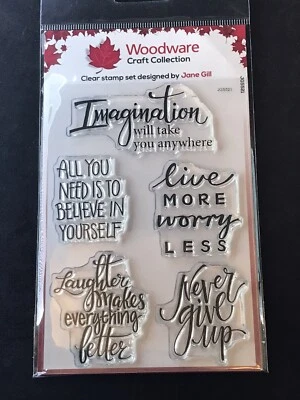 Woodware
Craft Collection
Clear stamp set designed by Jane Gill
Imagination
will take
you anywhere
ALL YOU
NEED IS TO
BELIEVE IN
YOURSELF
live
MORE
worry
LESS
Laughter
makes
everything
better
Never
give
up